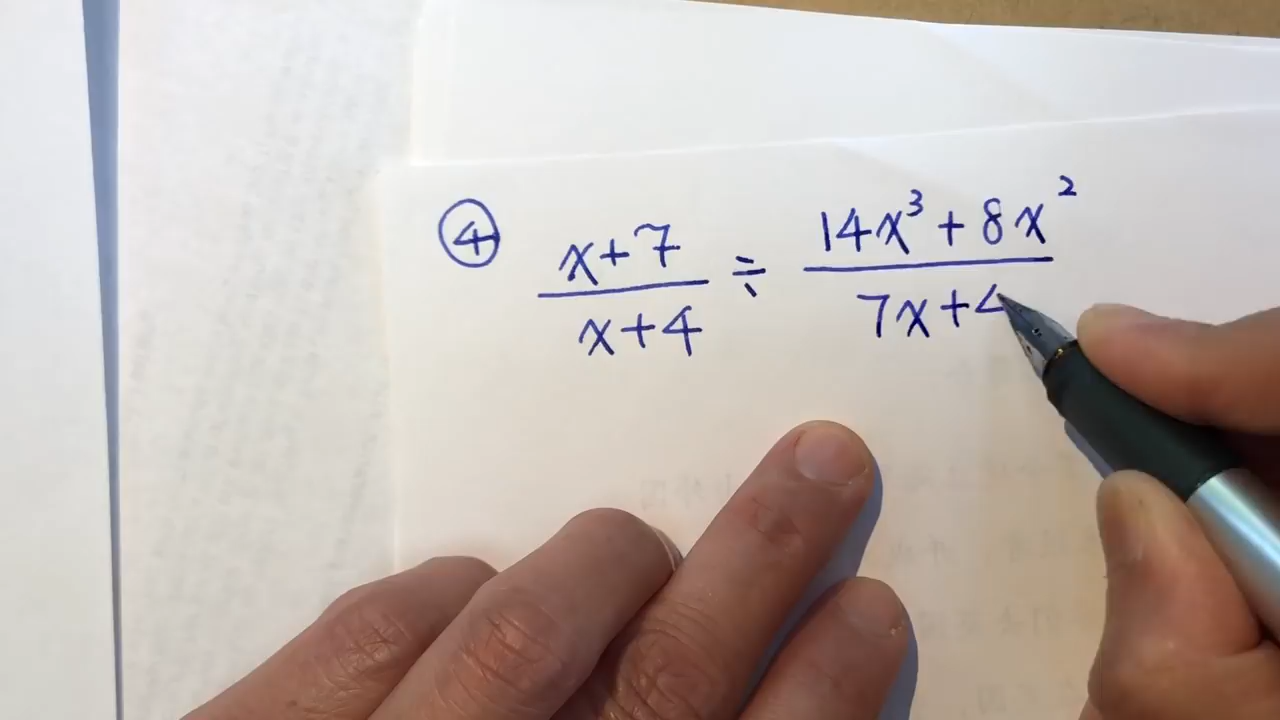 ④ (x+7)/(x+4) ÷ (14x³+8x²)/(7x+4)